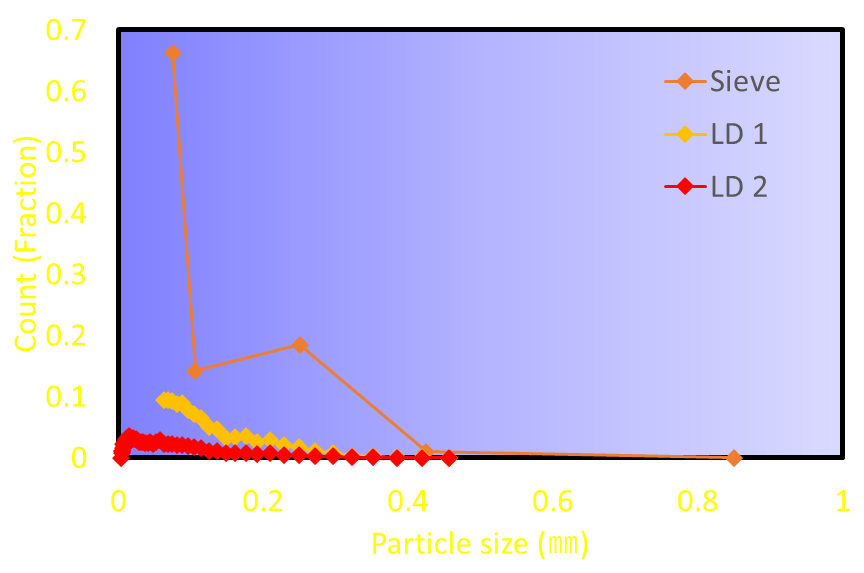 0.7
0.6
0.5
0.4
0.3
0.2
0.1
0
Count (Fraction)
Sieve
LD 1
LD 2
0 0.2 0.4 0.6 0.8 1
Particle size (㎜)